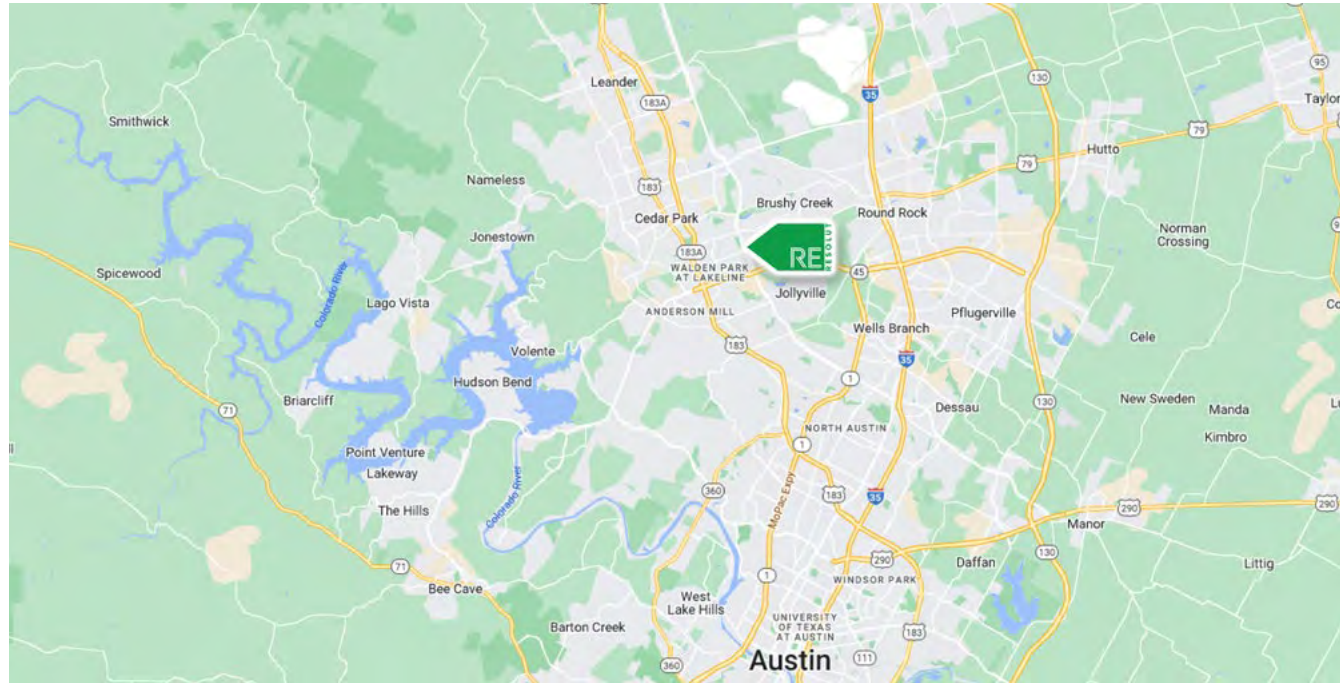 95
35
130
Leander
183A
Taylor
Smithwick
79
Hutto
79
Nameless
183
Brushy Creek
Cedar Park
Round Rock
Norman
Crossing
Jonestown
183A
RE
RESOLUT
WALDEN PARK
AT LAKELINE
45
Spicewood
Colorado River
Lago Vista
Jollyville
ANDERSON MILL
Pflugerville
Wells Branch
Cele
183
Volente
35
Hudson Bend
1
Briarcliff
New Sweden
130
Dessau
Manda
71
NORTH AUSTIN
Kimbro
1
Point Venture
Lakeway
360
MoPac Expy
183
35
290
290
The Hills
Colorado River
Manor
130
290
Daffan
Littig
71
1
WINDSOR PARK
Bee Cave
West
Lake Hills
UNIVERSITY
OF TEXAS
AT AUSTIN
Barton Creek
183
360
Austin
111